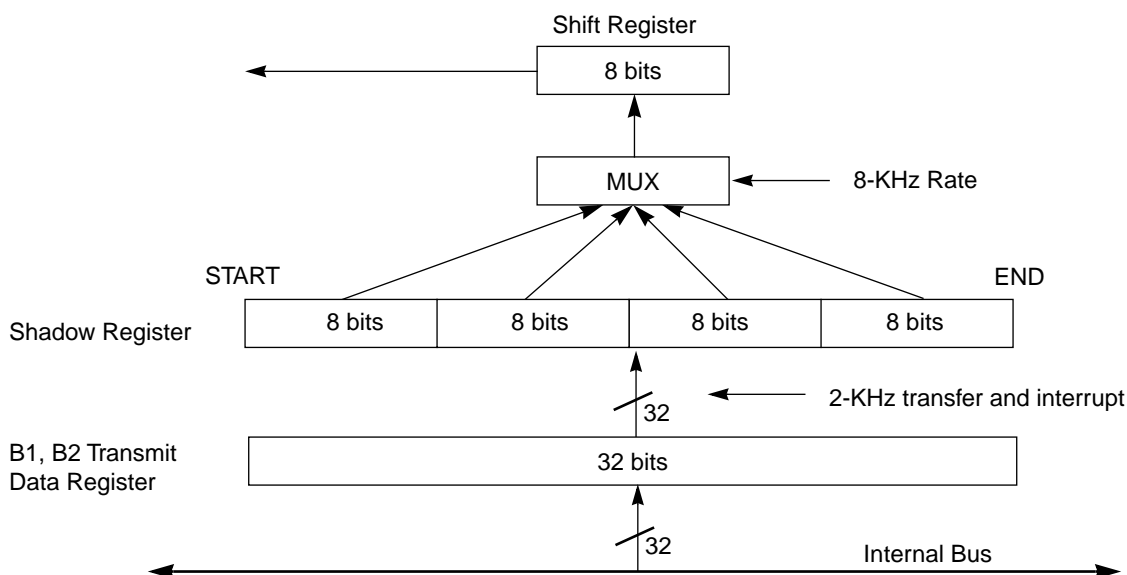 Shift Register
8 bits
MUX
8-KHz Rate
START
END
Shadow Register
8 bits
8 bits
8 bits
8 bits
32
2-KHz transfer and interrupt
B1, B2 Transmit
Data Register
32 bits
32
Internal Bus